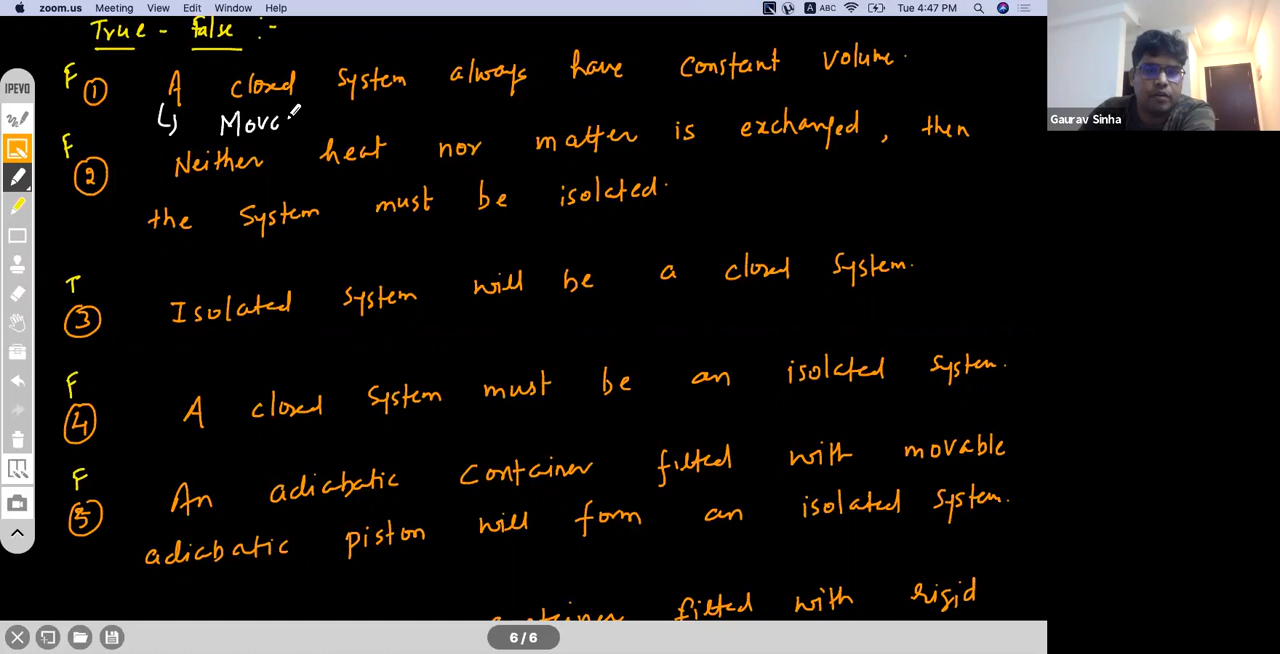 zoom.us Meeting View Edit Window Help
A ABC Tue 4:47 PM
True - false :-
IPEVO
F ① A closed system always have constant volume.
↳ Mova
F ② Neither heat nor matter is exchanged, then
the system must be isolated.
T ③ Isolated system will be a closed system.
F ④ A closed system must be an isolated system.
F ⑤ An adiabatic container fitted with movable
adiabatic piston will form an isolated system.
container fitted with rigid
6 / 6
Gaurav Sinha